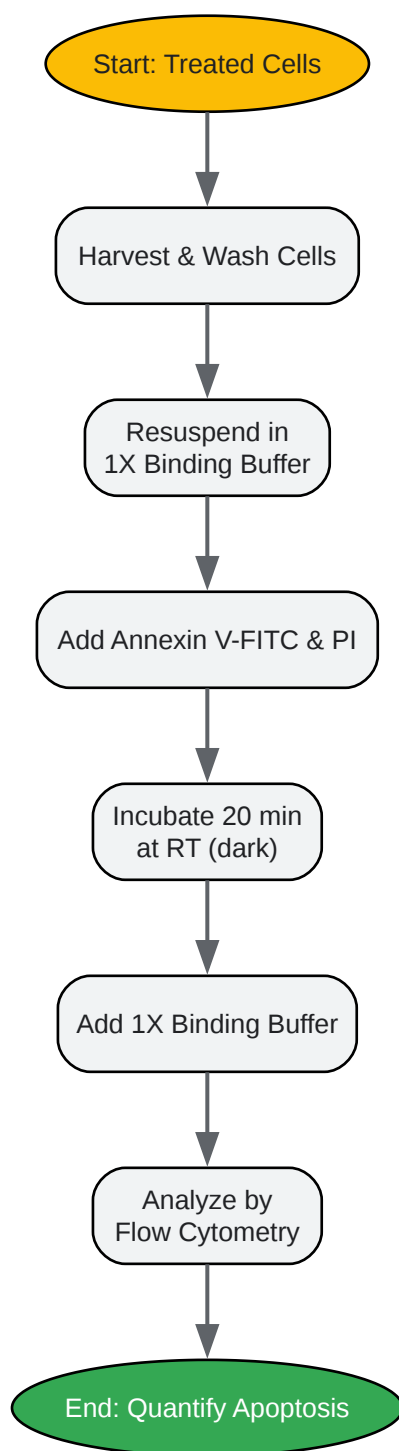 Start: Treated Cells
Harvest & Wash Cells
Resuspend in
1X Binding Buffer
Add Annexin V-FITC & PI
Incubate 20 min
at RT (dark)
Add 1X Binding Buffer
Analyze by
Flow Cytometry
End: Quantify Apoptosis